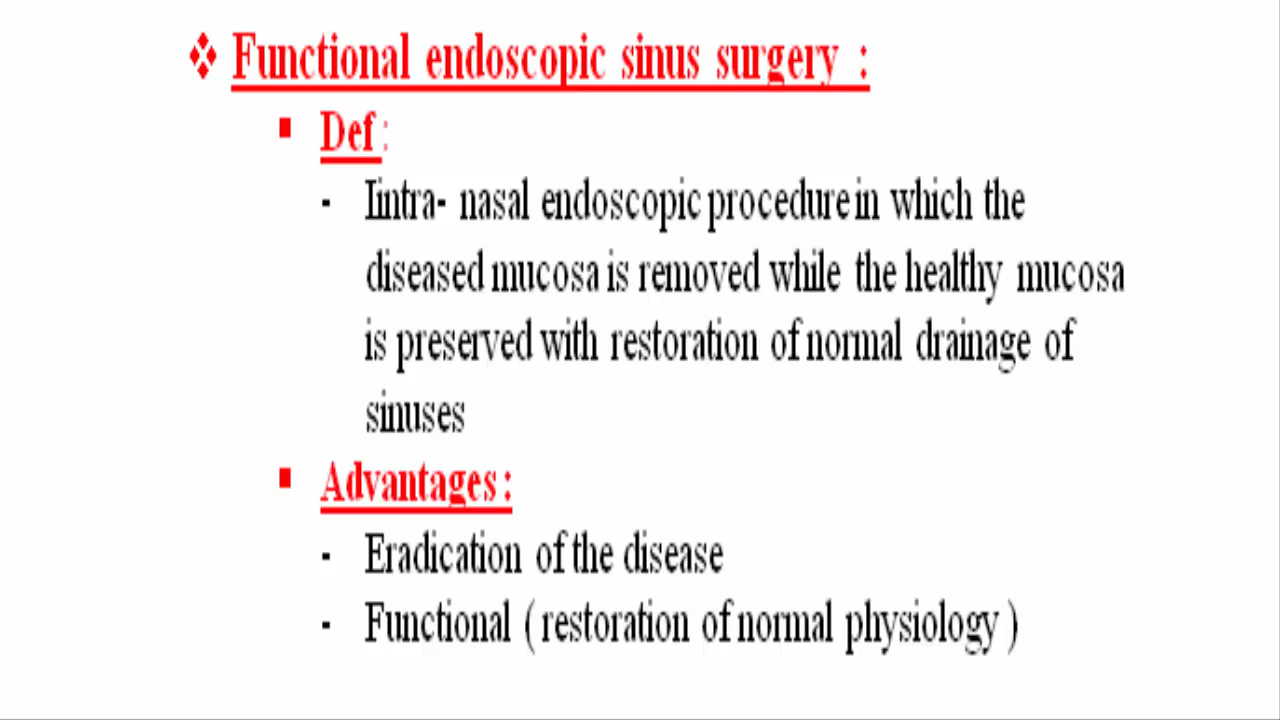 ❖ Functional endoscopic sinus surgery :
▪ Def :
- Iintra- nasal endoscopic procedure in which the
diseased mucosa is removed while the healthy mucosa
is preserved with restoration of normal drainage of
sinuses
▪ Advantages :
- Eradication of the disease
- Functional ( restoration of normal physiology )